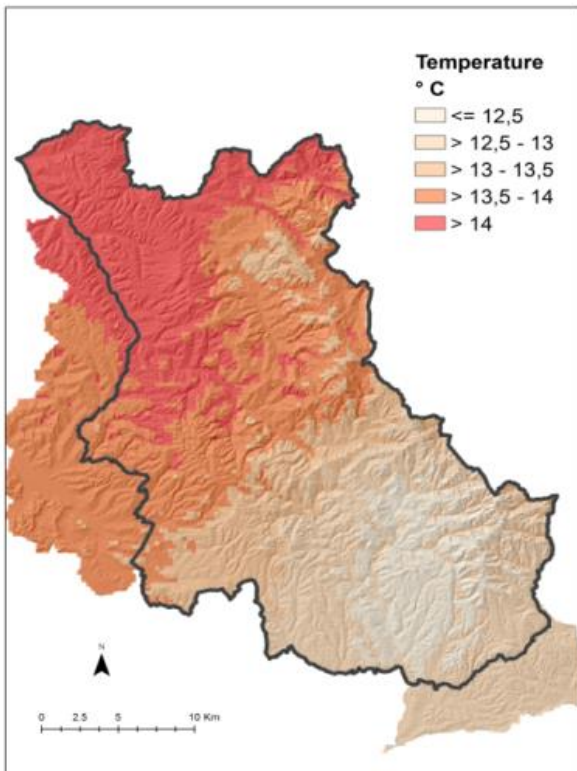 Temperature
° C
<= 12,5
> 12,5 - 13
> 13 - 13,5
> 13,5 - 14
> 14
N
0 2.5 5 10 Km